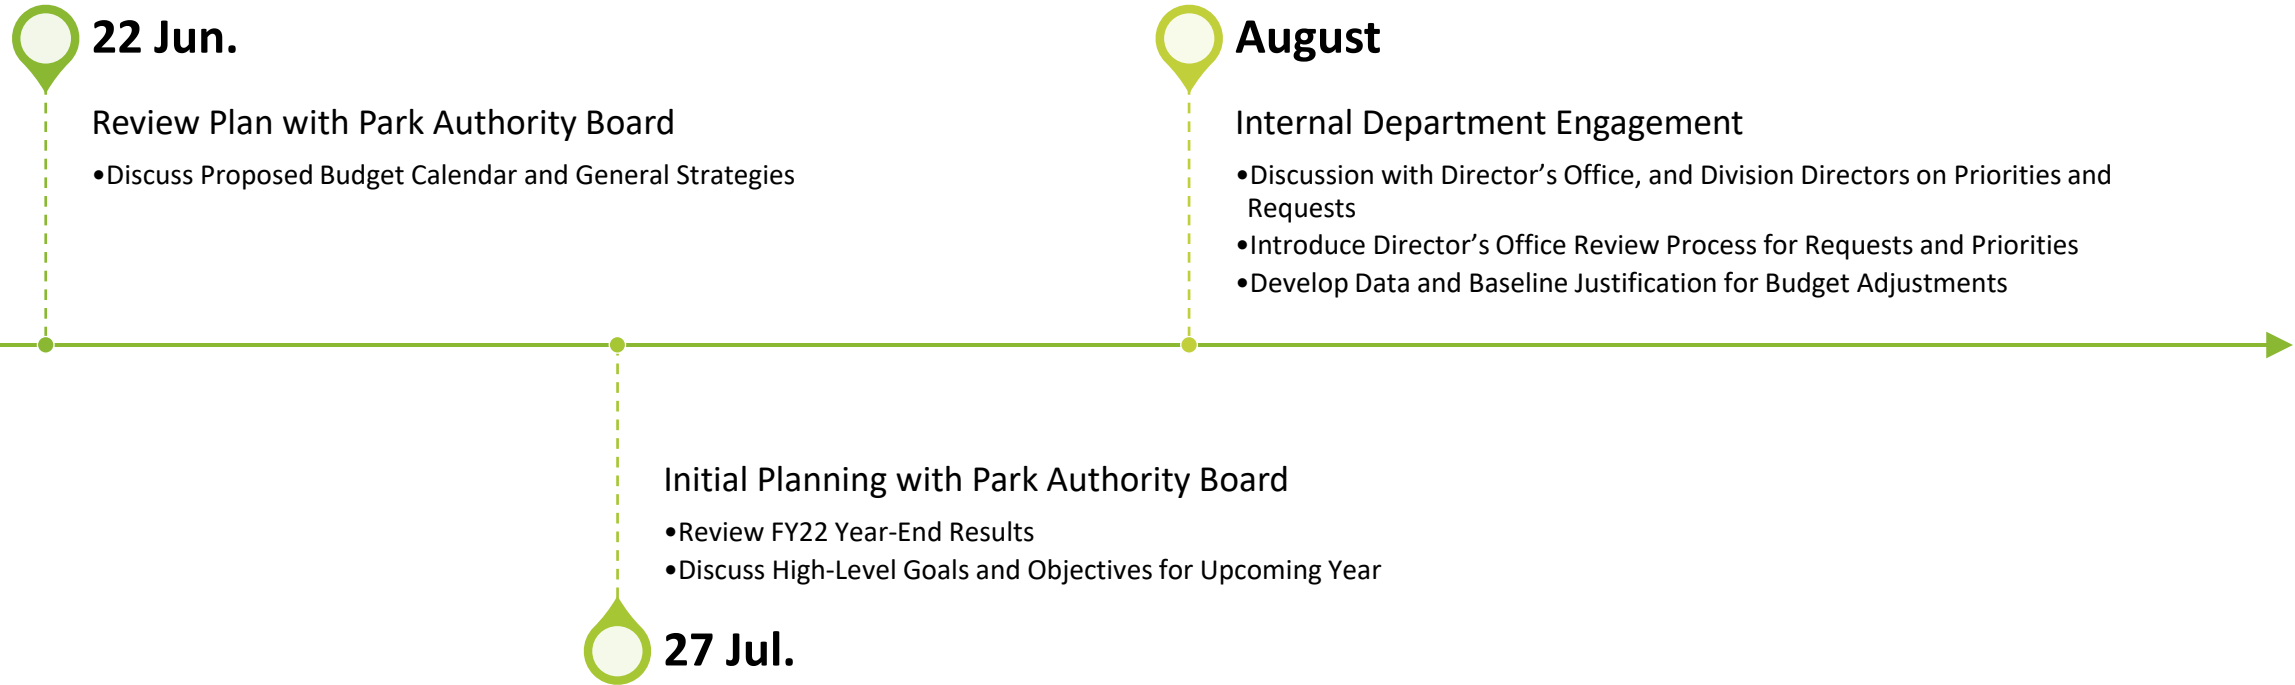 22 Jun.
Review Plan with Park Authority Board
•Discuss Proposed Budget Calendar and General Strategies
August
Internal Department Engagement
•Discussion with Director’s Office, and Division Directors on Priorities and
Requests
•Introduce Director’s Office Review Process for Requests and Priorities
•Develop Data and Baseline Justification for Budget Adjustments
Initial Planning with Park Authority Board
•Review FY22 Year-End Results
•Discuss High-Level Goals and Objectives for Upcoming Year
27 Jul.